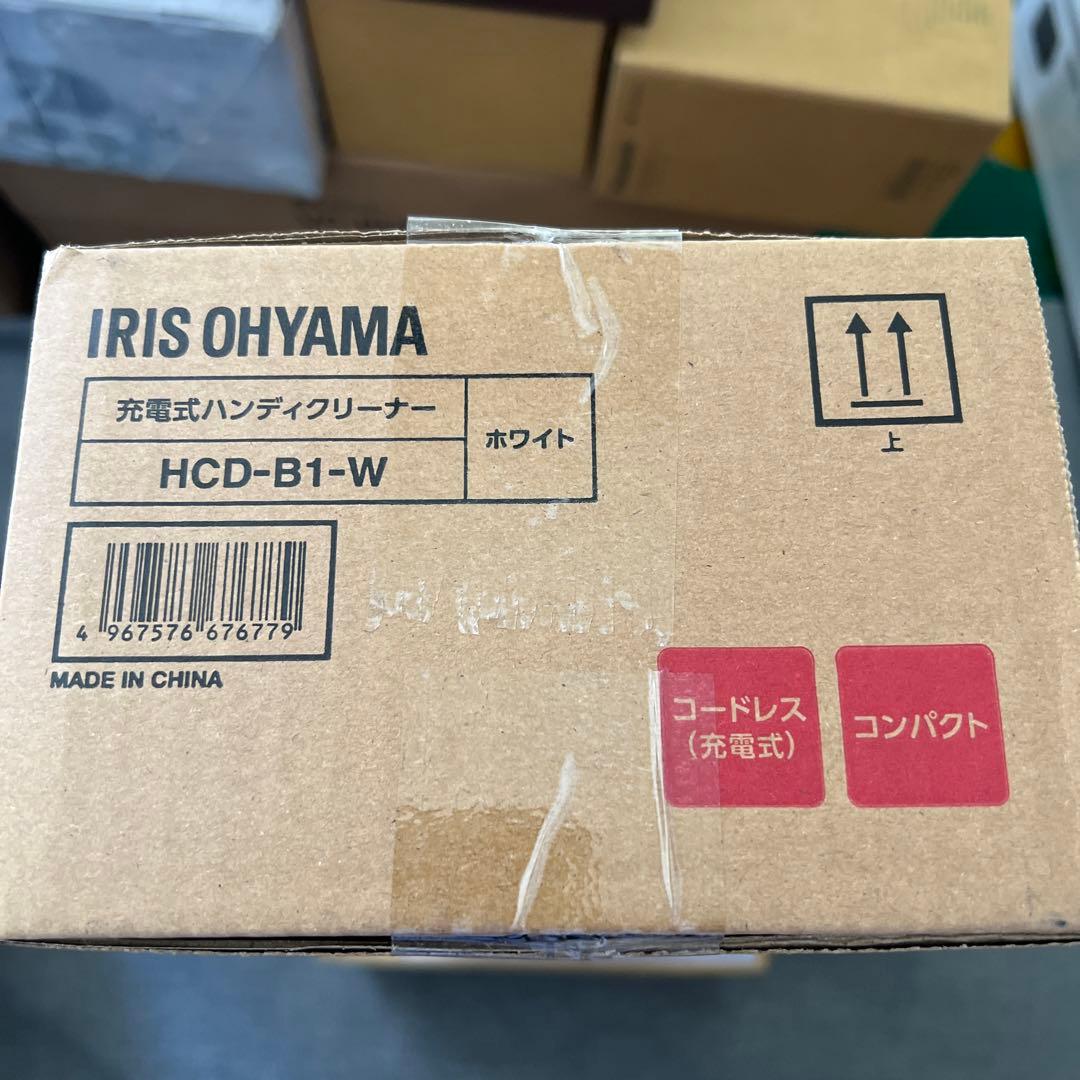 IRIS OHYAMA
充電式ハンディクリーナー
ホワイト
HCD-B1-W
上
4 967576 676779
MADE IN CHINA
コードレス
(充電式)
コンパクト